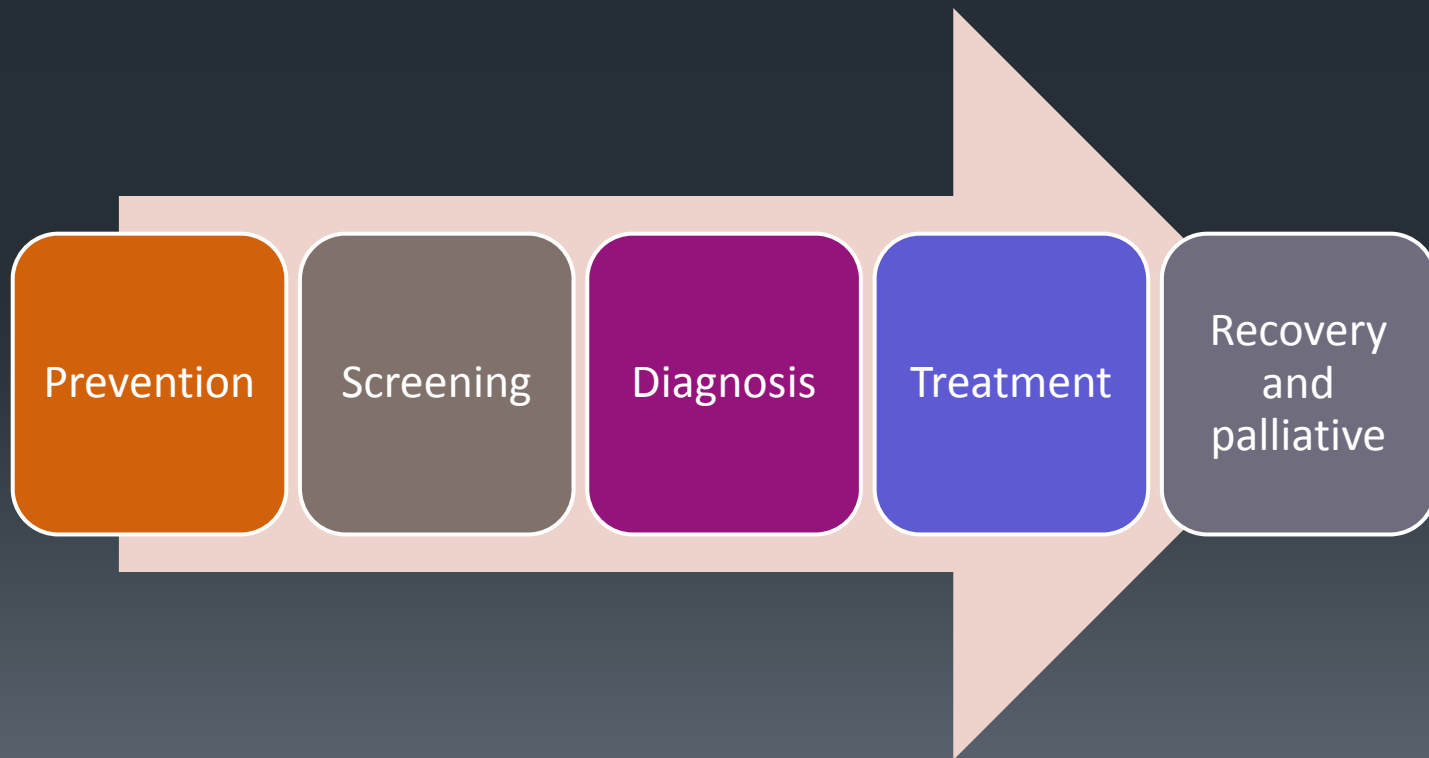 Prevention
Screening
Diagnosis
Treatment
Recovery
and
palliative